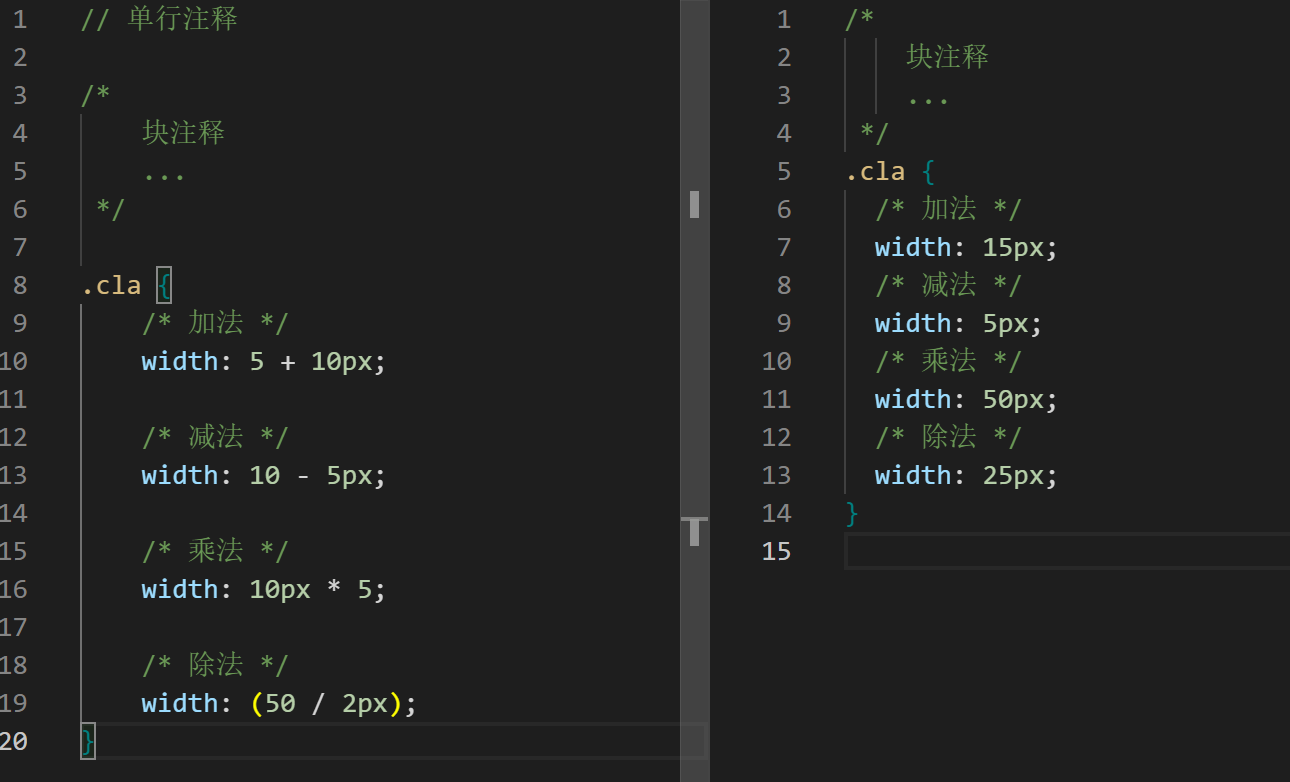 1 // 单行注释
2
3 /*
4 块注释
5 ...
6 */
7
8 .cla {
9 /* 加法 */
10 width: 5 + 10px;
11
12 /* 减法 */
13 width: 10 - 5px;
14
15 /* 乘法 */
16 width: 10px * 5;
17
18 /* 除法 */
19 width: (50 / 2px);
20 }
1 /*
2 块注释
3 ...
4 */
5 .cla {
6 /* 加法 */
7 width: 15px;
8 /* 减法 */
9 width: 5px;
10 /* 乘法 */
11 width: 50px;
12 /* 除法 */
13 width: 25px;
14 }
15